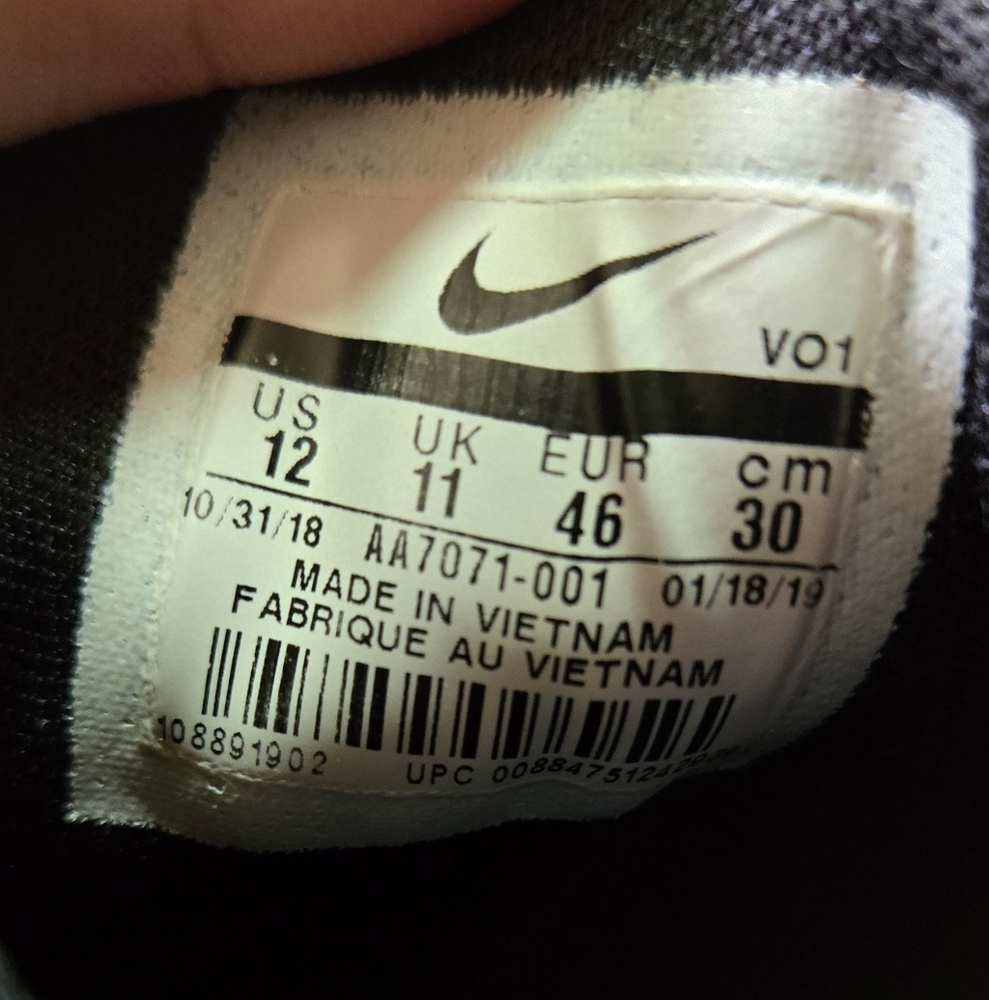 VO1
US UK EUR cm
12 11 46 30
10/31/18 AA7071-001 01/18/19
MADE IN VIETNAM
FABRIQUE AU VIETNAM
108891902 UPC